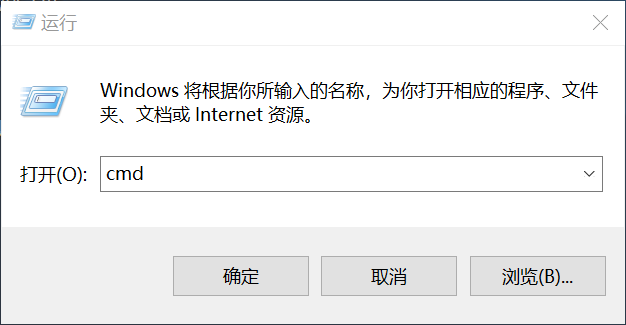 运行
Windows 将根据你所输入的名称，为你打开相应的程序、文件
夹、文档或 Internet 资源。
打开(O): cmd
确定 取消 浏览(B)...